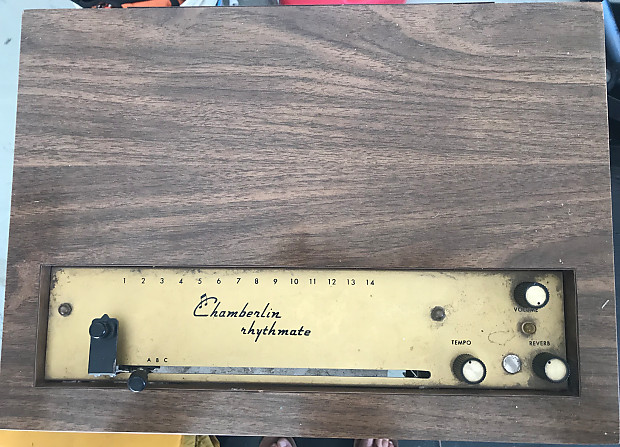 1 2 3 4 5 6 7 8 9 10 11 12 13 14
Chamberlin
rhythmate
VOLUME
TEMPO
REVERB
A B C